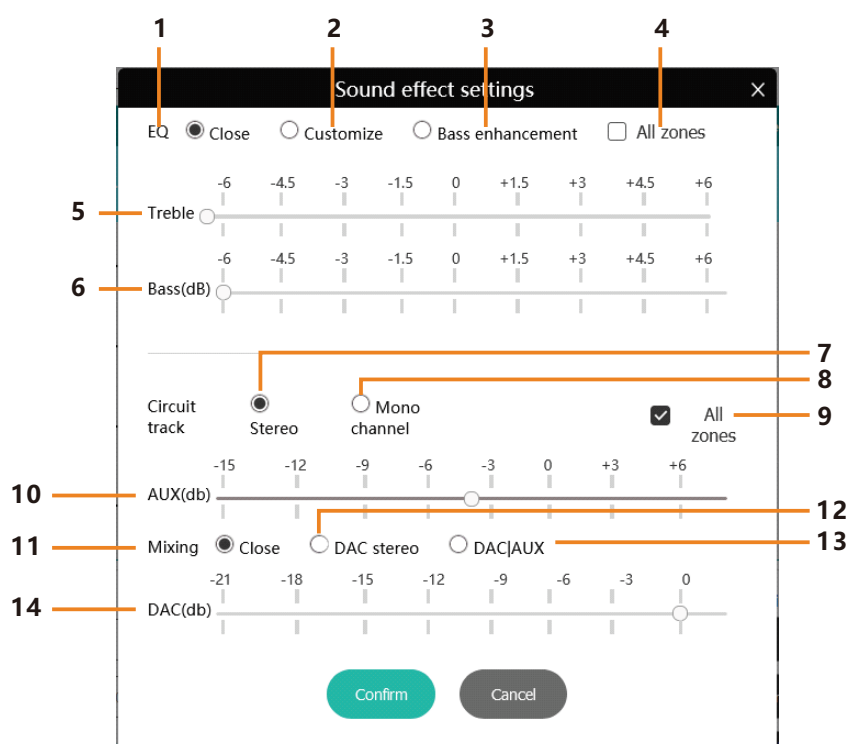 1 2 3 4
Sound effect settings
EQ Close Customize Bass enhancement All zones
-6 -4.5 -3 -1.5 0 +1.5 +3 +4.5 +6
5 Treble
-6 -4.5 -3 -1.5 0 +1.5 +3 +4.5 +6
6 Bass(dB)
7
8
Circuit Mono All 9
track Stereo channel zones
-15 -12 -9 -6 -3 0 +3 +6
10 AUX(db)
12
11 Mixing Close DAC stereo DAC|AUX 13
-21 -18 -15 -12 -9 -6 -3 0
14 DAC(db)
Confirm Cancel